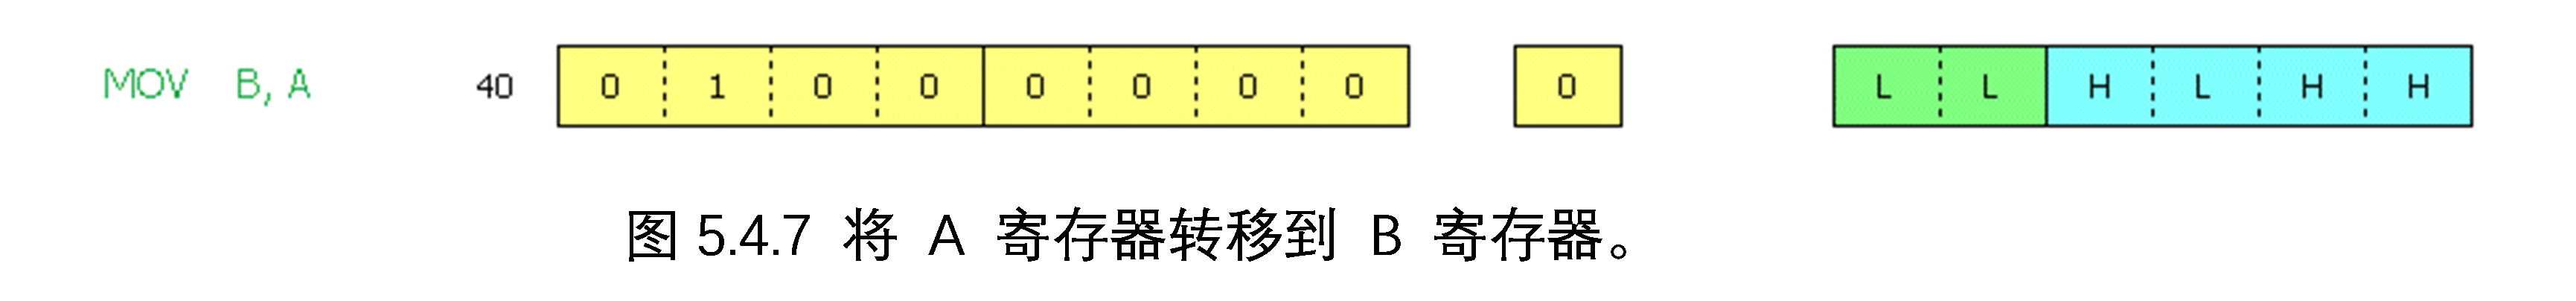 MOV B, A 40 0 1 0 0 0 0 0 0 0 L L H L H H
图 5.4.7 将 A 寄存器转移到 B 寄存器。